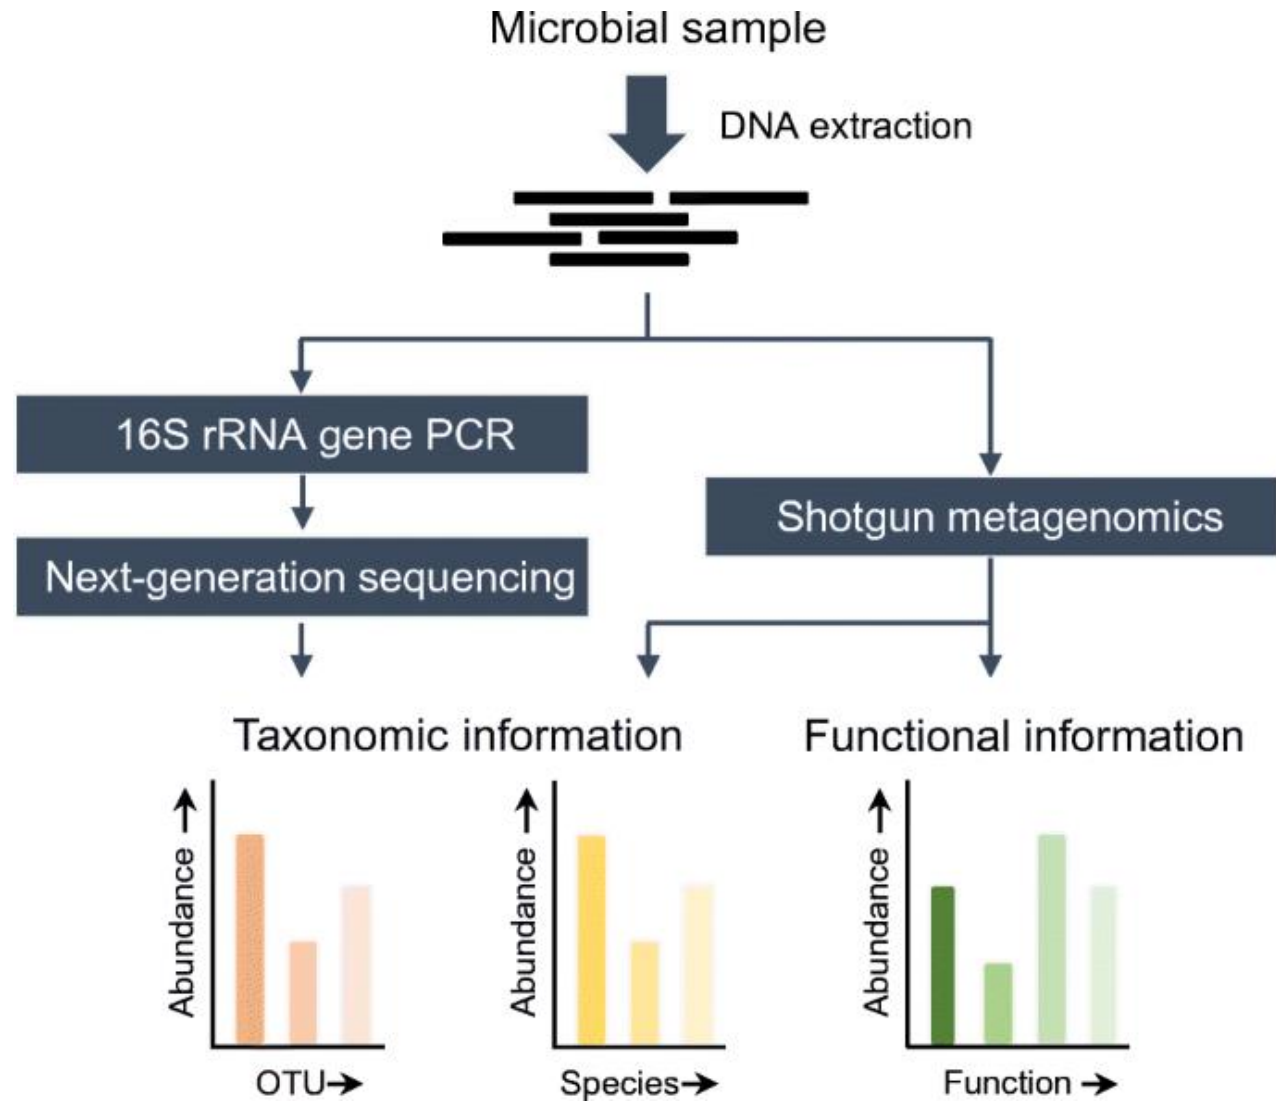 Microbial sample
DNA extraction
16S rRNA gene PCR
Next-generation sequencing
Shotgun metagenomics
Taxonomic information
Functional information
Abundance →
OTU→
Abundance →
Species→
Abundance →
Function →